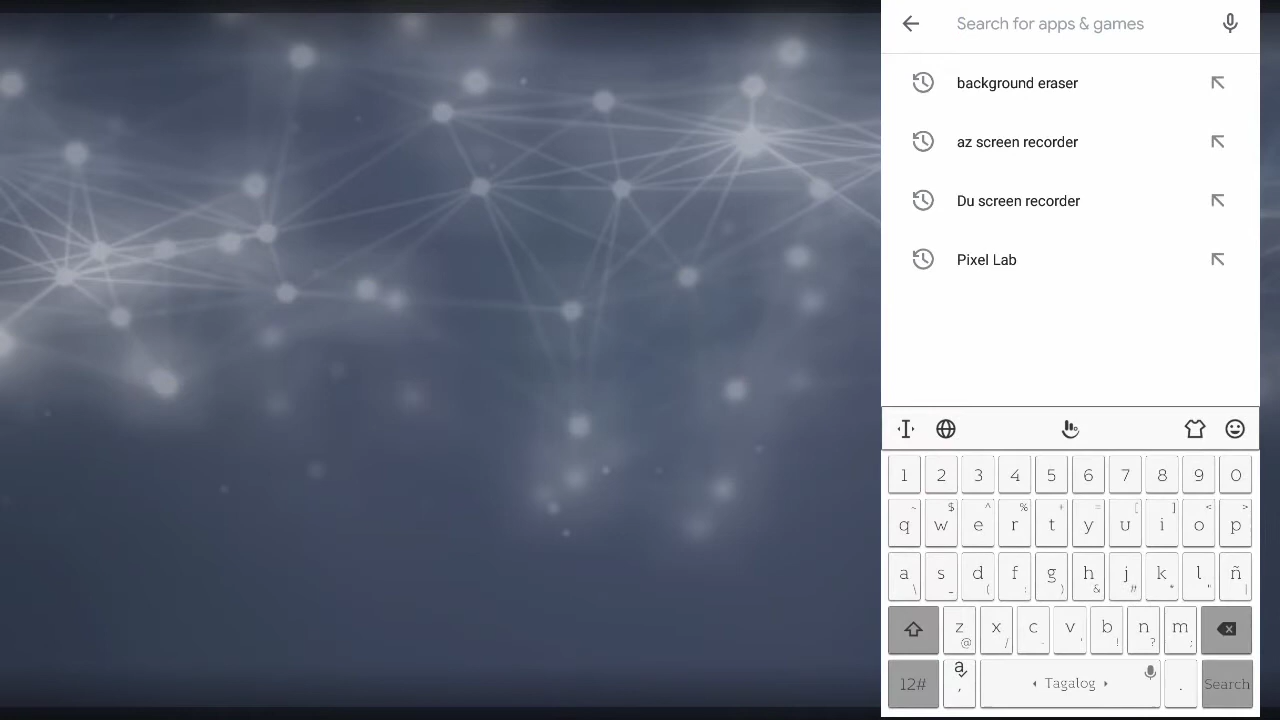 Search for apps & games
background eraser
az screen recorder
Du screen recorder
Pixel Lab
1 2 3 4 5 6 7 8 9 0
~ $ ^ % + = [ ] < >
q w e r t y u i o p
a s d f g h j k l ñ
\ _ ( : ) & # * " |
z x c v b n m
@ / - ' ! ? ;
12# a , Tagalog . Search